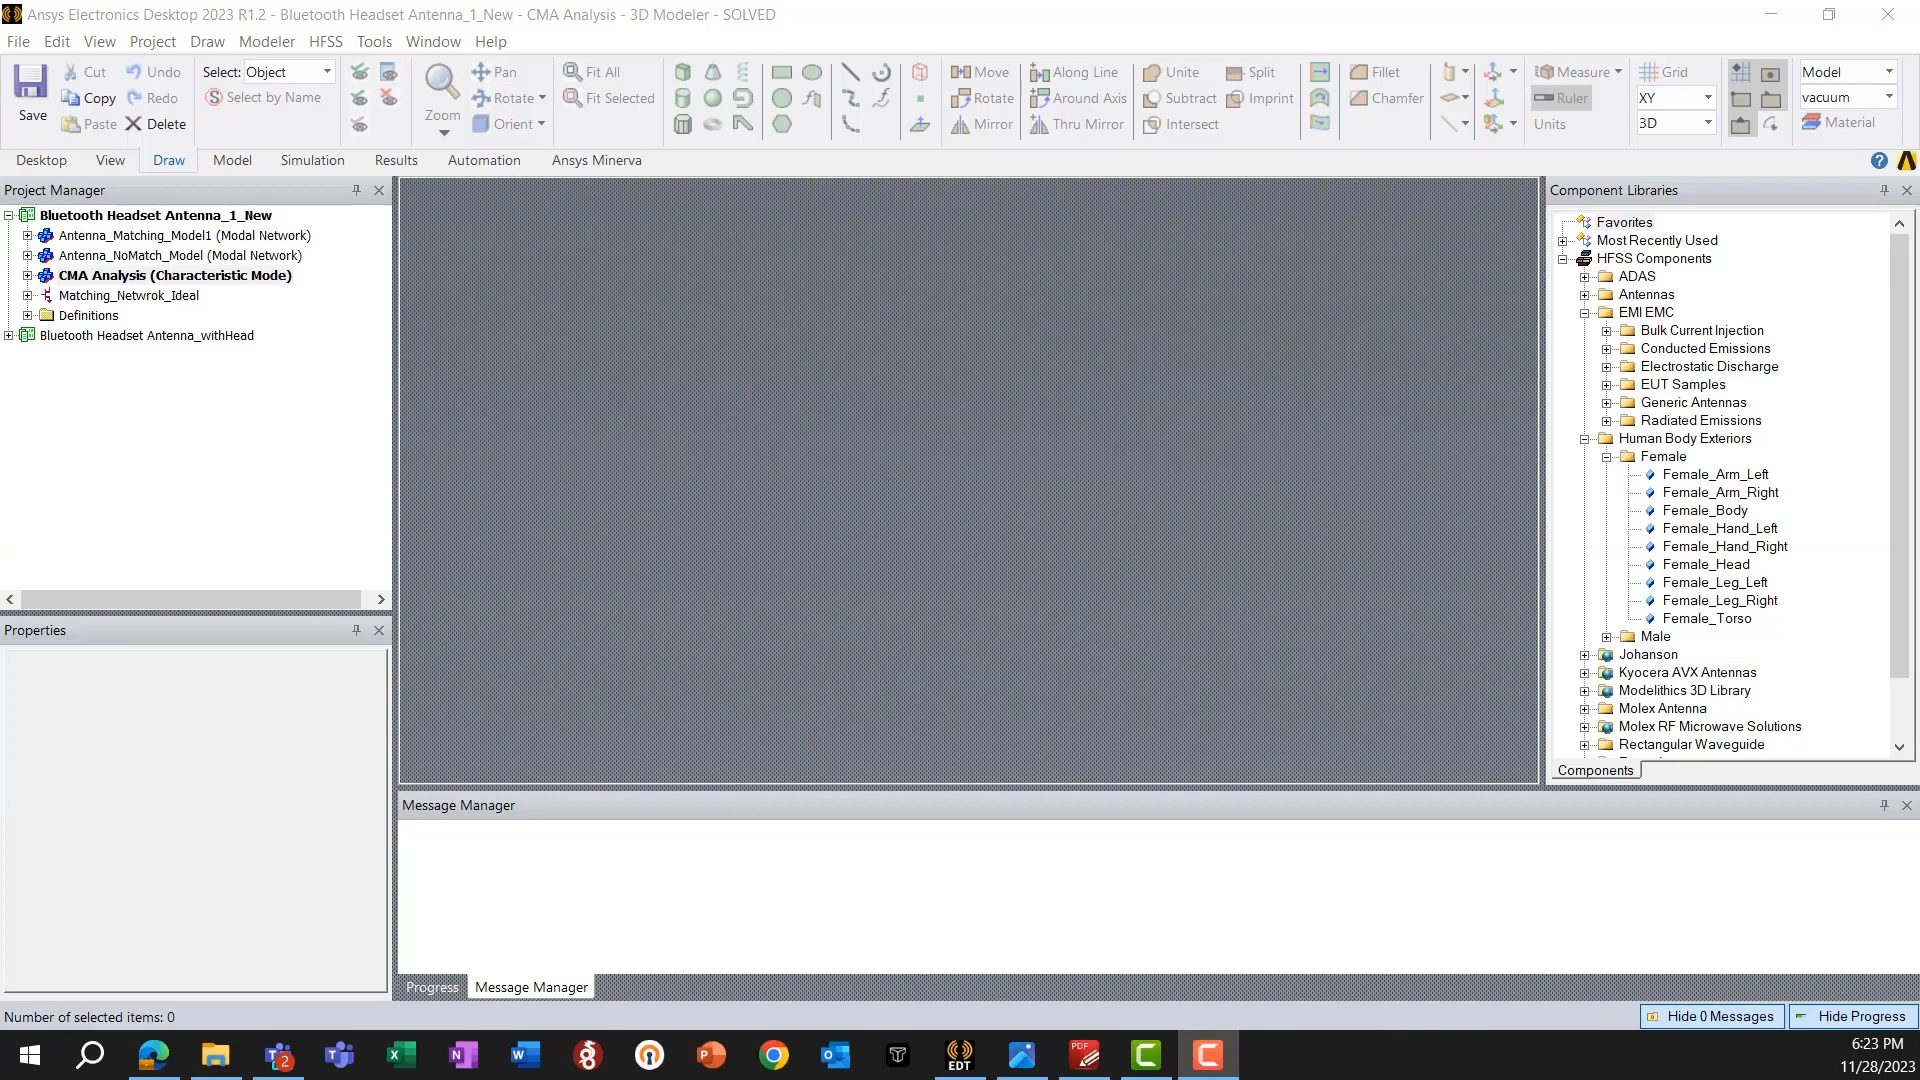 Ansys Electronics Desktop 2023 R1.2 - Bluetooth Headset Antenna_1_New - CMA Analysis - 3D Modeler - SOLVED
File Edit View Project Draw Modeler HFSS Tools Window Help
Save
Cut
Copy
Paste
Undo
Redo
Delete
Select: Object
Select by Name
Zoom
Pan
Rotate
Orient
Fit All
Fit Selected
Move
Rotate
Mirror
Along Line
Around Axis
Thru Mirror
Unite
Subtract
Intersect
Split
Imprint
Fillet
Chamfer
Measure
Ruler
Units
Grid
XY
3D
Model
vacuum
Material
Desktop View Draw Model Simulation Results Automation Ansys Minerva
Project Manager
Bluetooth Headset Antenna_1_New
Antenna_Matching_Model1 (Modal Network)
Antenna_NoMatch_Model (Modal Network)
CMA Analysis (Characteristic Mode)
Matching_Netwrok_Ideal
Definitions
Bluetooth Headset Antenna_withHead
Properties
Component Libraries
Favorites
Most Recently Used
HFSS Components
ADAS
Antennas
EMI EMC
Bulk Current Injection
Conducted Emissions
Electrostatic Discharge
EUT Samples
Generic Antennas
Radiated Emissions
Human Body Exteriors
Female
Female_Arm_Left
Female_Arm_Right
Female_Body
Female_Hand_Left
Female_Hand_Right
Female_Head
Female_Leg_Left
Female_Leg_Right
Female_Torso
Male
Johanson
Kyocera AVX Antennas
Modelithics 3D Library
Molex Antenna
Molex RF Microwave Solutions
Rectangular Waveguide
Components
Message Manager
Progress Message Manager
Number of selected items: 0
Hide 0 Messages
Hide Progress
2
EDT
PDF
6:23 PM
11/28/2023